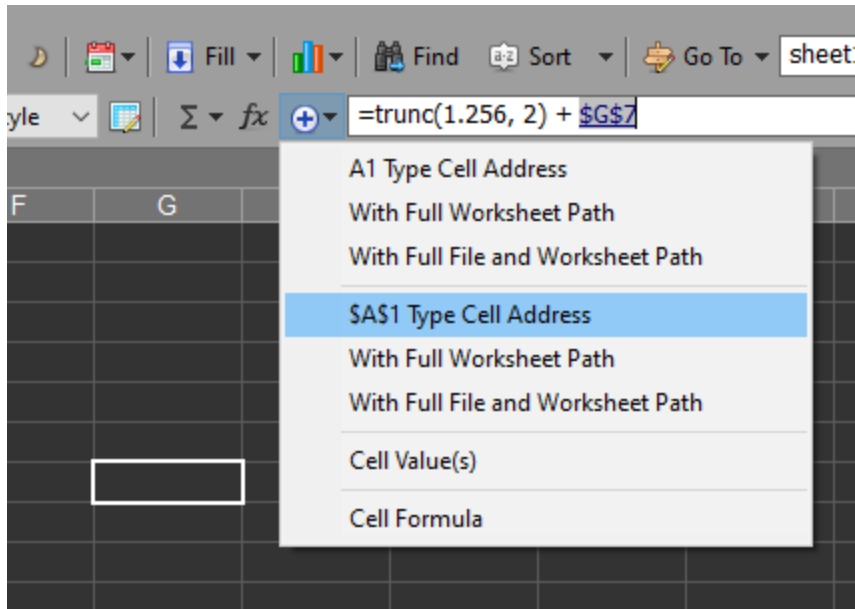 Fill Find a-z Sort Go To sheet
yle Σ fx =trunc(1.256, 2) + $G$7
F G
A1 Type Cell Address
With Full Worksheet Path
With Full File and Worksheet Path
$A$1 Type Cell Address
With Full Worksheet Path
With Full File and Worksheet Path
Cell Value(s)
Cell Formula